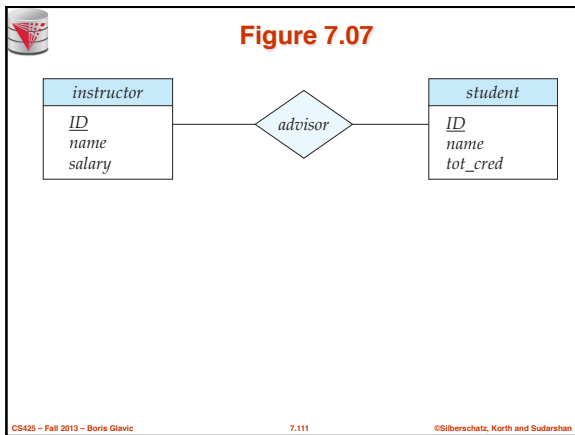 Figure 7.07
instructor
ID
name
salary
advisor
student
ID
name
tot_cred
CS425 – Fall 2013 – Boris Glavic 7.111 ©Silberschatz, Korth and Sudarshan